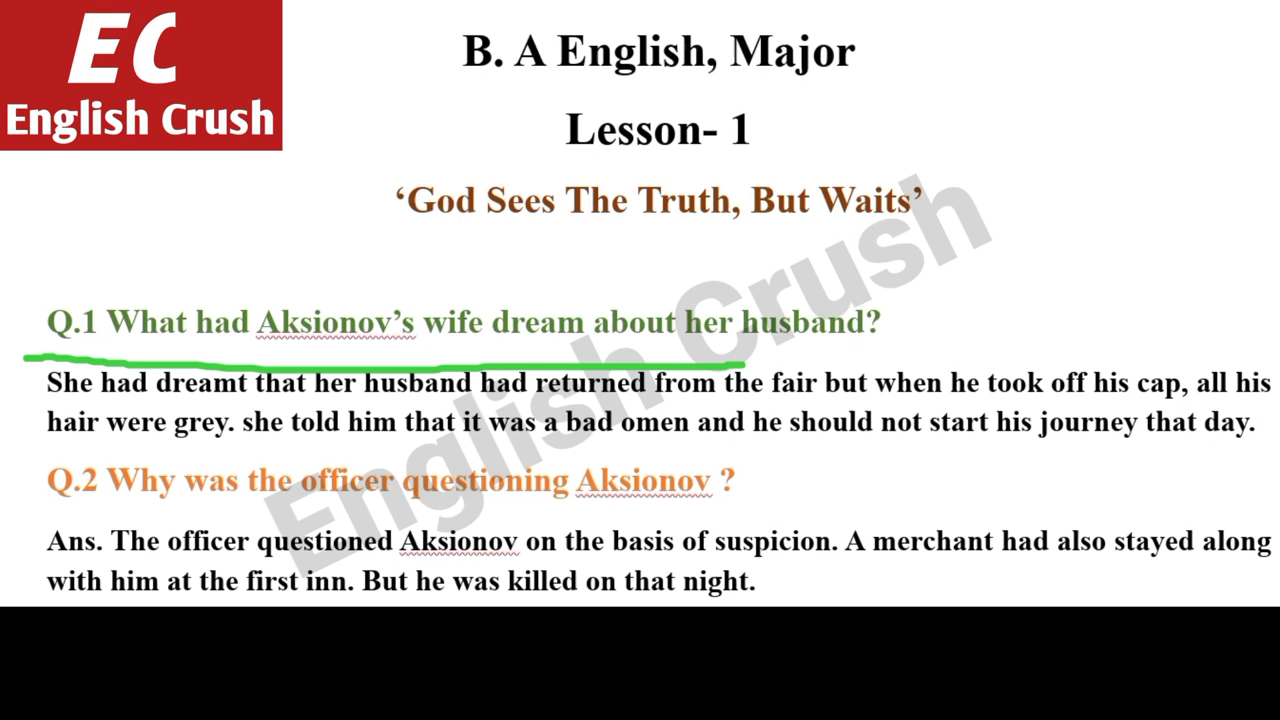 EC
English Crush
B. A English, Major
Lesson- 1
‘God Sees The Truth, But Waits’
English Crush
Q.1 What had Aksionov’s wife dream about her husband?
She had dreamt that her husband had returned from the fair but when he took off his cap, all his
hair were grey. she told him that it was a bad omen and he should not start his journey that day.
Q.2 Why was the officer questioning Aksionov ?
Ans. The officer questioned Aksionov on the basis of suspicion. A merchant had also stayed along
with him at the first inn. But he was killed on that night.